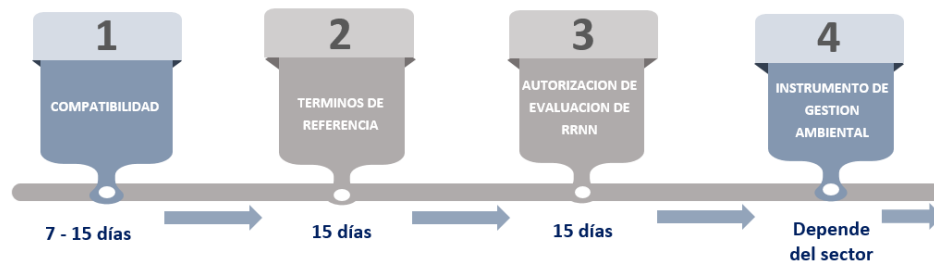 1
COMPATIBILIDAD
7 - 15 días
2
TERMINOS DE
REFERENCIA
15 días
3
AUTORIZACION DE
EVALUACION DE
RRNN
15 días
4
INSTRUMENTO DE
GESTION
AMBIENTAL
Depende
del sector